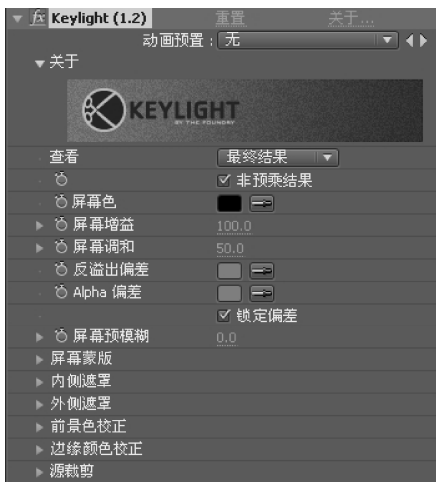 fx Keylight (1.2) 重置 关于...
动画预置: 无
关于
KEYLIGHT
BY THE FOUNDRY
查看 最终结果
非预乘结果
屏幕色
屏幕增益 100.0
屏幕调和 50.0
反溢出偏差
Alpha 偏差
锁定偏差
屏幕预模糊 0.0
屏幕蒙版
内侧遮罩
外侧遮罩
前景色校正
边缘颜色校正
源裁剪